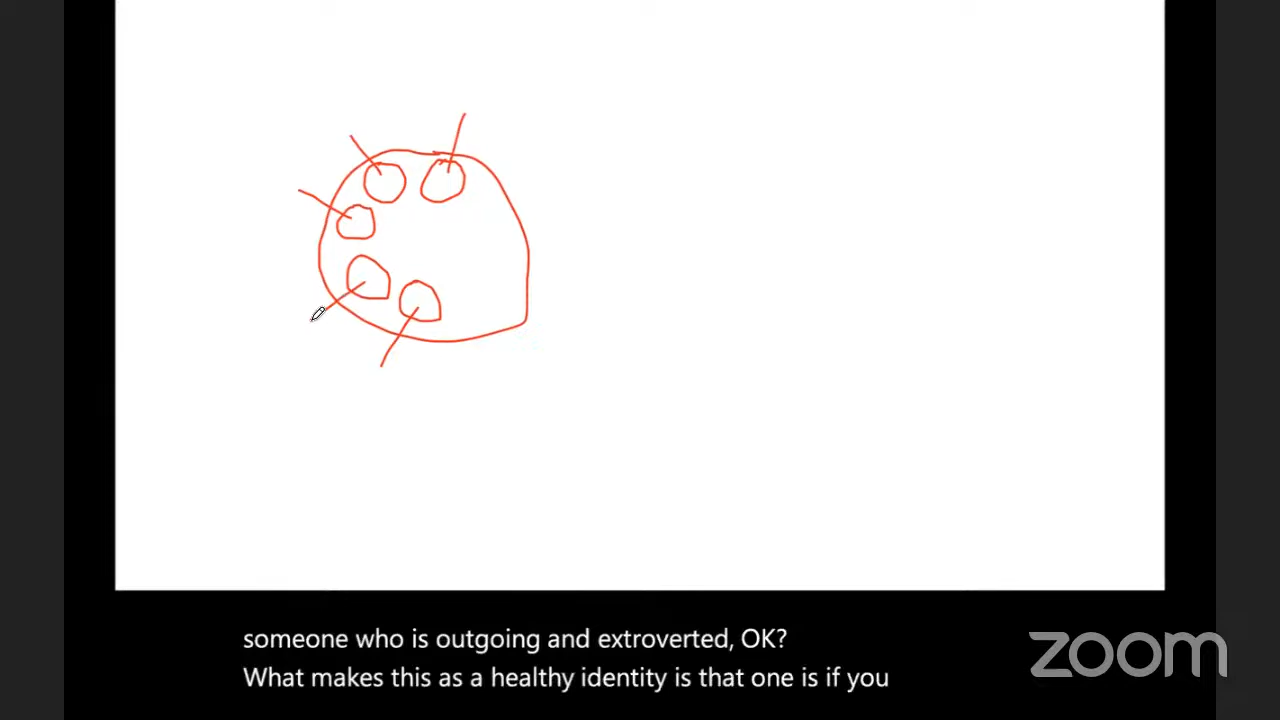 someone who is outgoing and extroverted, OK?
What makes this as a healthy identity is that one is if you
zoom